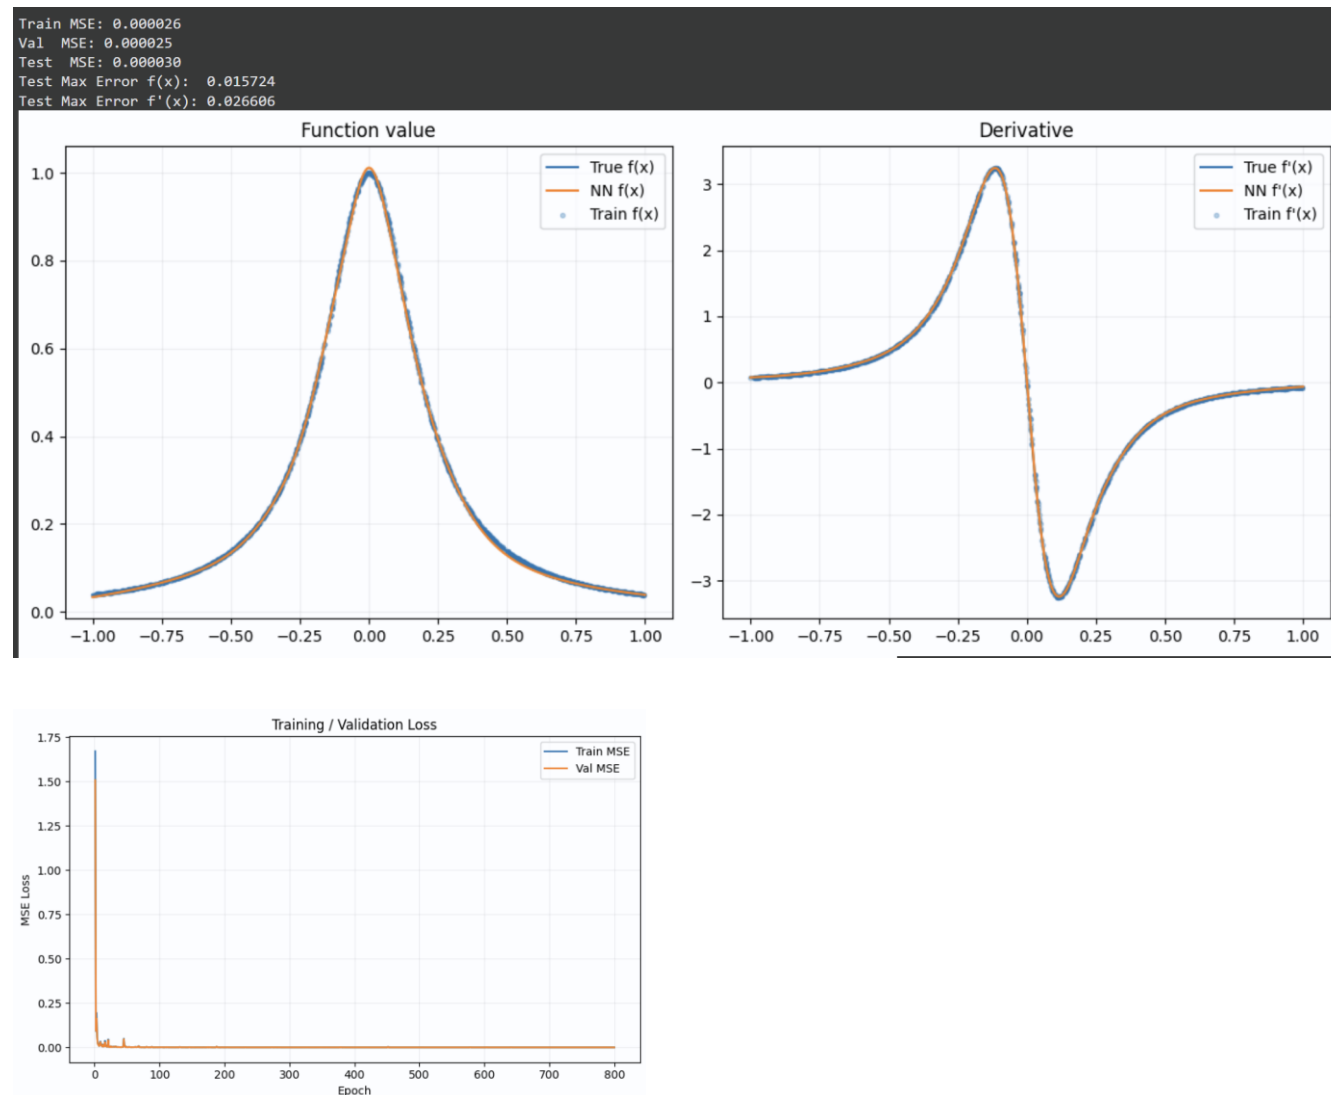 Train MSE: 0.000026
Val  MSE: 0.000025
Test  MSE: 0.000030
Test Max Error f(x):  0.015724
Test Max Error f'(x): 0.026606
Function value
True f(x)
NN f(x)
Train f(x)
1.0
0.8
0.6
0.4
0.2
0.0
−1.00 −0.75 −0.50 −0.25 0.00 0.25 0.50 0.75 1.00
Derivative
True f'(x)
NN f'(x)
Train f'(x)
3
2
1
0
−1
−2
−3
−1.00 −0.75 −0.50 −0.25 0.00 0.25 0.50 0.75 1.00
Training / Validation Loss
Train MSE
Val MSE
MSE Loss
1.75
1.50
1.25
1.00
0.75
0.50
0.25
0.00
0 100 200 300 400 500 600 700 800
Epoch